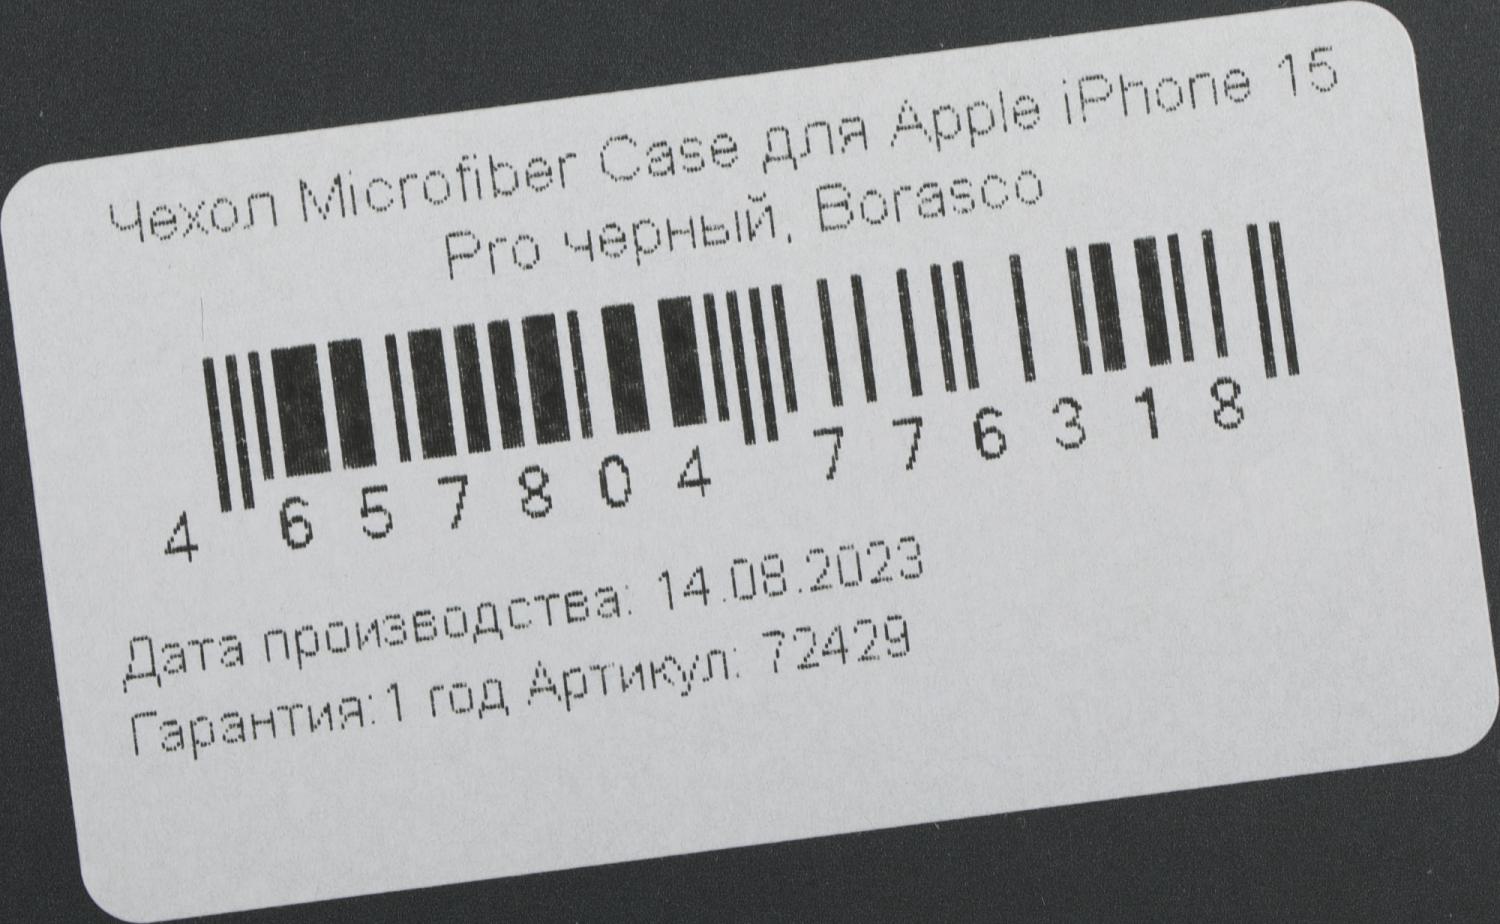 Чехол Microfiber Case для Apple iPhone 15
Pro черный, Borasco
4 657804 776318
Дата производства: 14.08.2023
Гарантия:1 год Артикул: 72429